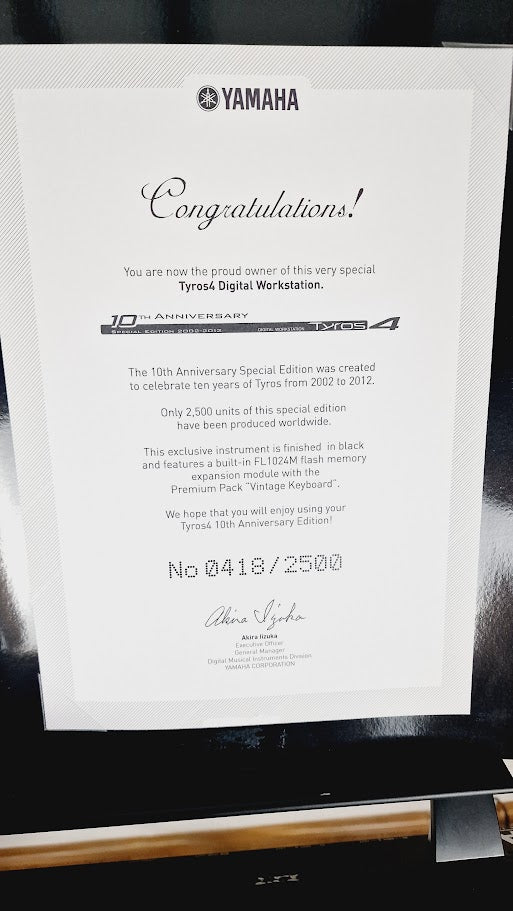 YAMAHA
Congratulations!
You are now the proud owner of this very special
Tyros4 Digital Workstation.
10TH ANNIVERSARY
SPECIAL EDITION 2002-2012 DIGITAL WORKSTATION Tyros 4
The 10th Anniversary Special Edition was created
to celebrate ten years of Tyros from 2002 to 2012.
Only 2,500 units of this special edition
have been produced worldwide.
This exclusive instrument is finished in black
and features a built-in FL1024M flash memory
expansion module with the
Premium Pack "Vintage Keyboard".
We hope that you will enjoy using your
Tyros4 10th Anniversary Edition!
No 0418/2500
Akira Iizuka
Akira Iizuka
Executive Officer
General Manager
Digital Musical Instruments Division
YAMAHA CORPORATION